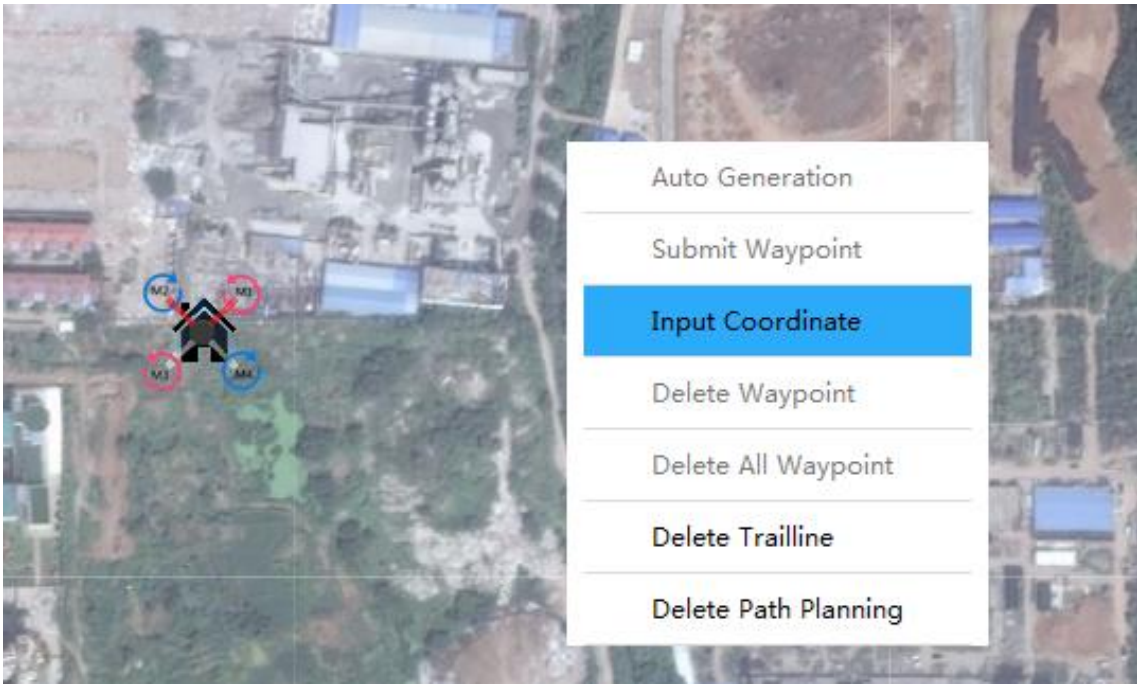 Auto Generation
Submit Waypoint
Input Coordinate
Delete Waypoint
Delete All Waypoint
Delete Trailline
Delete Path Planning
M2
M1
M3
M4